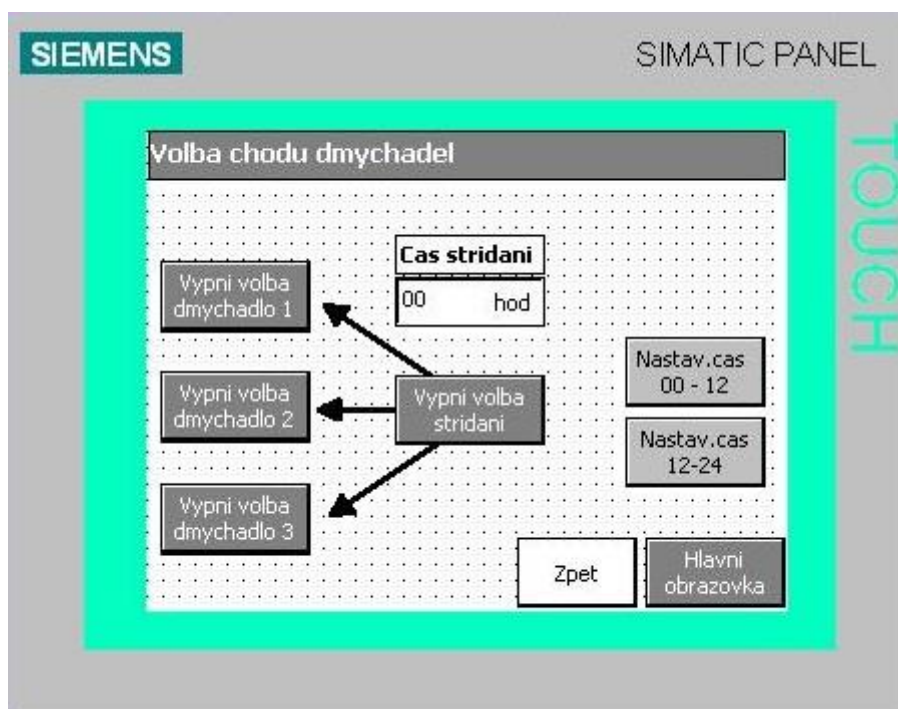 SIEMENS
SIMATIC PANEL
TOUCH
Volba chodu dmychadel
Cas stridani
00 hod
Vypni volba
dmychadlo 1
Vypni volba
dmychadlo 2
Vypni volba
stridani
Vypni volba
dmychadlo 3
Nastav.cas
00 - 12
Nastav.cas
12-24
Zpet
Hlavni
obrazovka